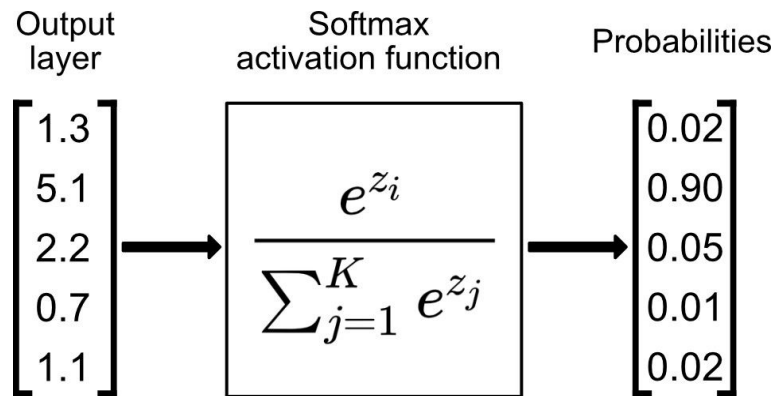 Output
layer
Softmax
activation function
Probabilities
1.3
5.1
2.2
0.7
1.1
e^{z_i}
∑_{j=1}^{K} e^{z_j}
0.02
0.90
0.05
0.01
0.02